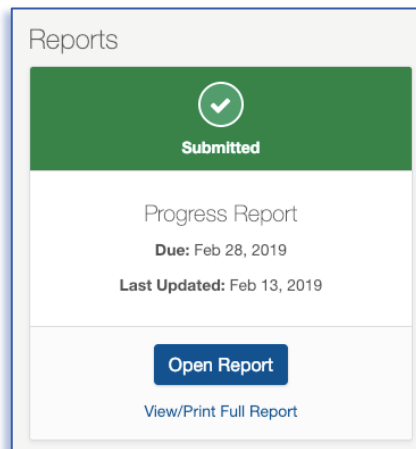 Reports
Submitted
Progress Report
Due: Feb 28, 2019
Last Updated: Feb 13, 2019
Open Report
View/Print Full Report